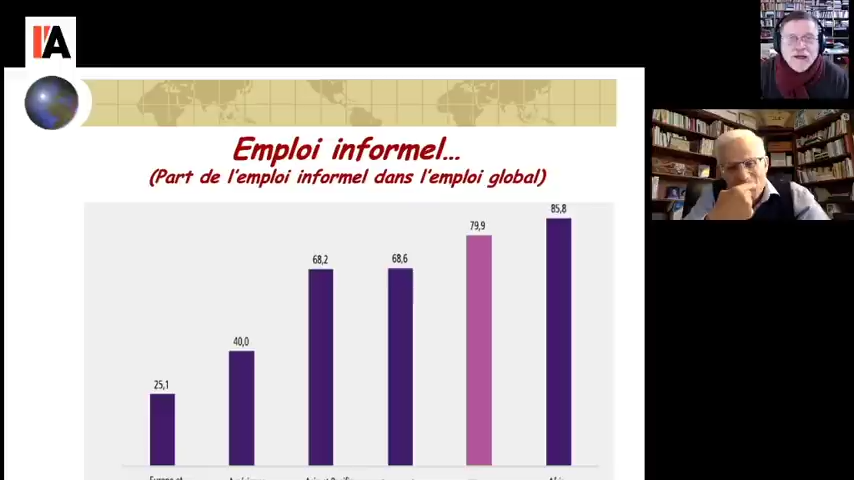 I'A
Emploi informel...
(Part de l'emploi informel dans l'emploi global)
85,8
79,9
68,2
68,6
40,0
25,1